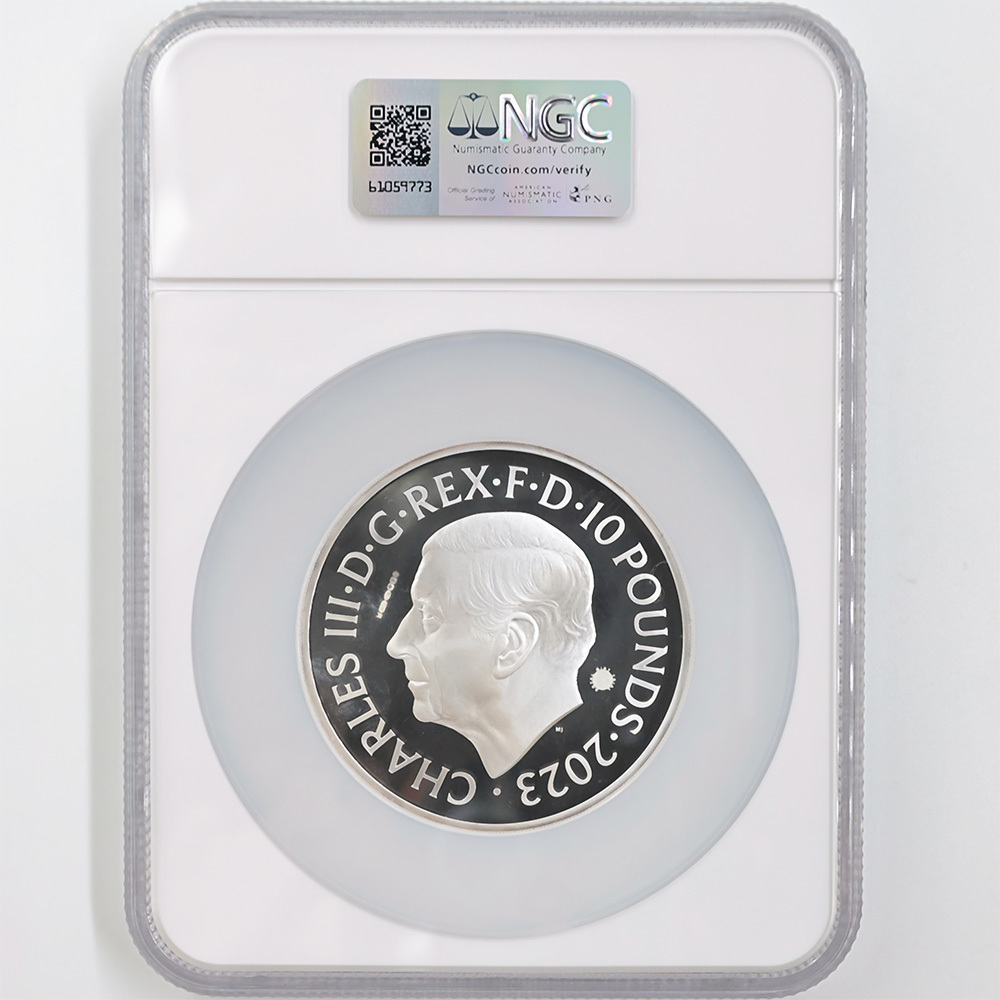 NGC
Numismatic Guaranty Company
NGCcoin.com/verify
61059773
Official Grading
Service of
AMERICAN
NUMISMATIC
ASSOCIATION
PNG
CHARLES III·D·G·REX·F·D·10 POUNDS·2023·
MJ